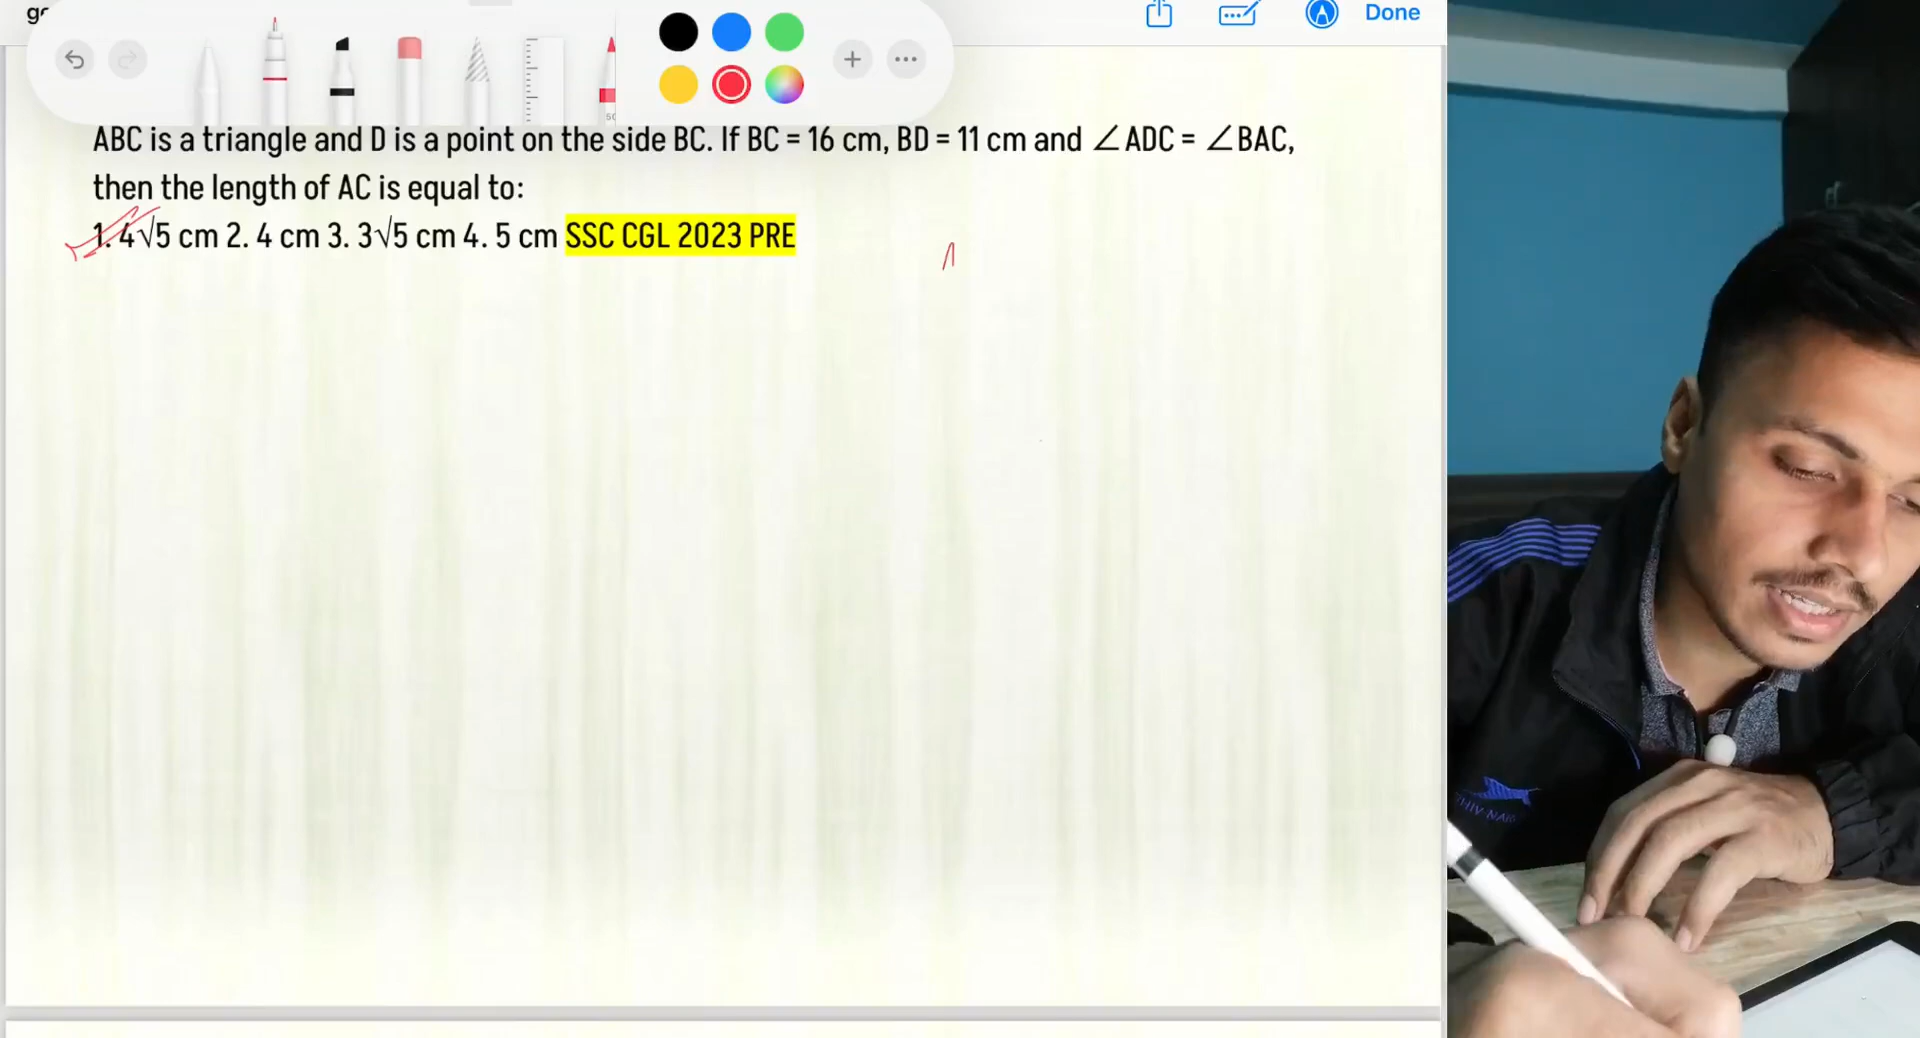 Done
ABC is a triangle and D is a point on the side BC. If BC = 16 cm, BD = 11 cm and ∠ADC = ∠BAC,
then the length of AC is equal to:
1. 4√5 cm 2. 4 cm 3. 3√5 cm 4. 5 cm SSC CGL 2023 PRE